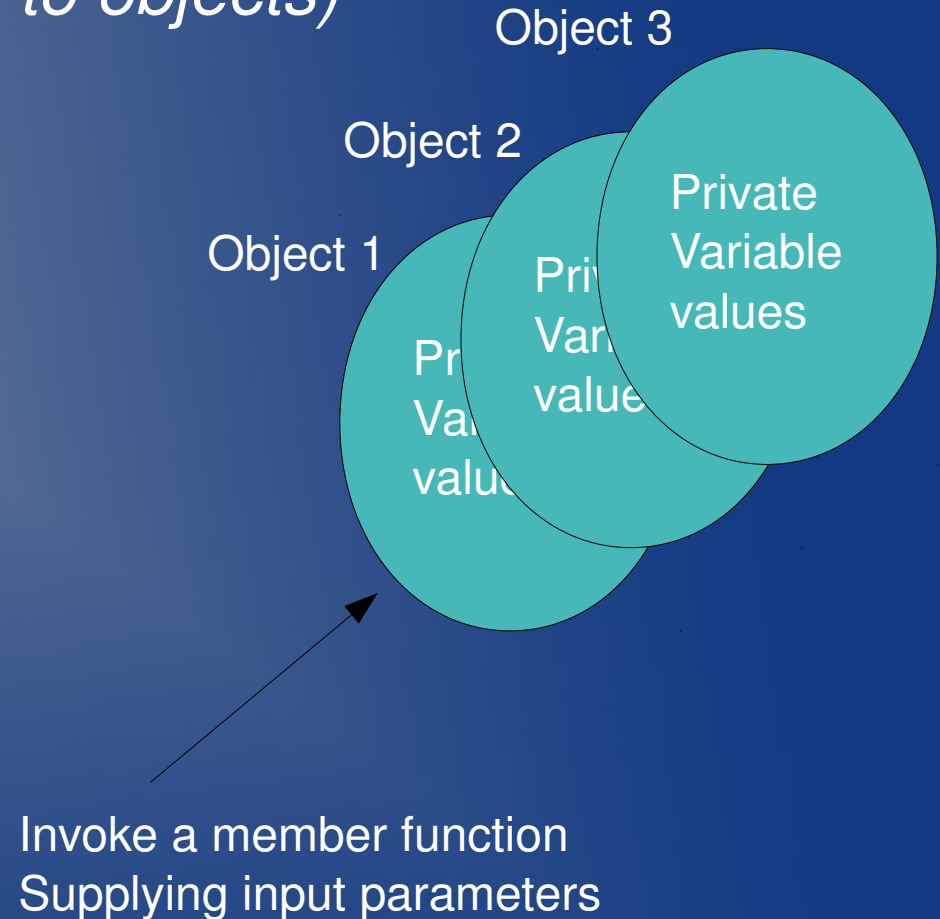 to objects)
Object 3
Object 2
Object 1
Private
Variable
values
Invoke a member function
Supplying input parameters